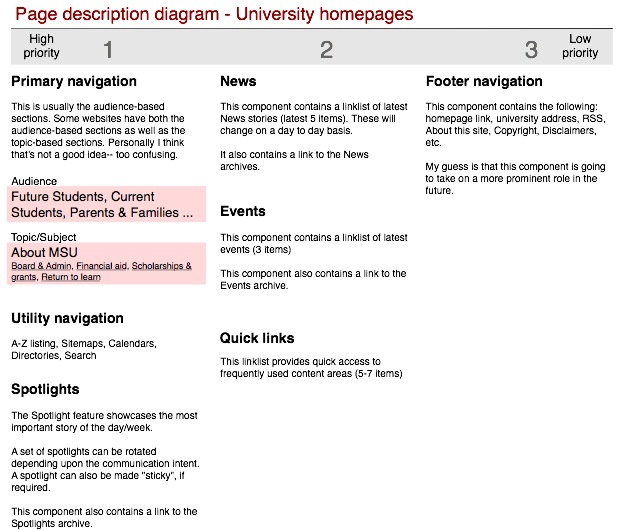 Page description diagram - University homepages
High
priority
1
2
3
Low
priority
Primary navigation
This is usually the audience-based
sections. Some websites have both the
audience-based sections as well as the
topic-based sections. Personally I think
that's not a good idea-- too confusing.
Audience
Future Students, Current
Students, Parents & Families ...
Topic/Subject
About MSU
Board & Admin, Financial aid, Scholarships &
grants, Return to learn
Utility navigation
A-Z listing, Sitemaps, Calendars,
Directories, Search
Spotlights
The Spotlight feature showcases the most
important story of the day/week.
A set of spotlights can be rotated
depending upon the communication intent.
A spotlight can also be made "sticky", if
required.
This component also contains a link to the
Spotlights archive.
News
This component contains a linklist of latest
News stories (latest 5 items). These will
change on a day to day basis.
It also contains a link to the News
archives.
Events
This component contains a linklist of latest
events (3 items)
This component also contains a link to the
Events archive.
Quick links
This linklist provides quick access to
frequently used content areas (5-7 items)
Footer navigation
This component contains the following:
homepage link, university address, RSS,
About this site, Copyright, Disclaimers,
etc.
My guess is that this component is going
to take on a more prominent role in the
future.